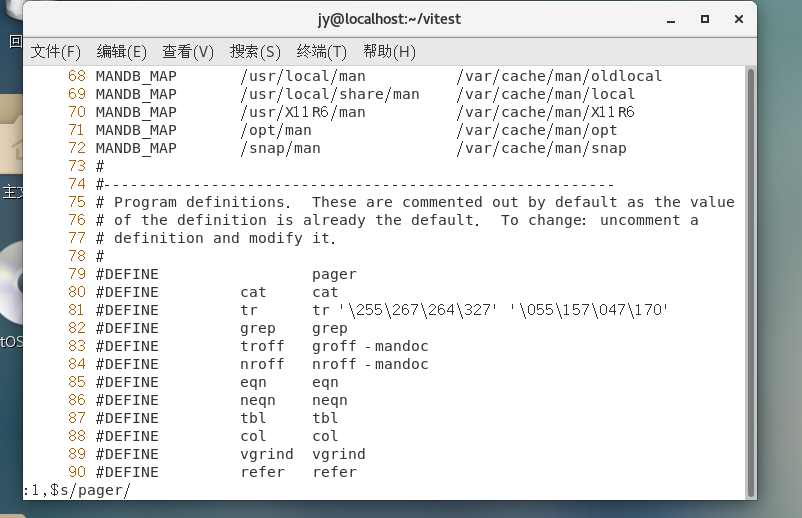 jy@localhost:~/vitest
文件(F) 编辑(E) 查看(V) 搜索(S) 终端(T) 帮助(H)
68 MANDB_MAP /usr/local/man /var/cache/man/oldlocal
69 MANDB_MAP /usr/local/share/man /var/cache/man/local
70 MANDB_MAP /usr/X11R6/man /var/cache/man/X11R6
71 MANDB_MAP /opt/man /var/cache/man/opt
72 MANDB_MAP /snap/man /var/cache/man/snap
73 #
74 #---------------------------------------------------------
75 # Program definitions. These are commented out by default as the value
76 # of the definition is already the default. To change: uncomment a
77 # definition and modify it.
78 #
79 #DEFINE pager
80 #DEFINE cat cat
81 #DEFINE tr tr '\255\267\264\327' '\055\157\047\170'
82 #DEFINE grep grep
83 #DEFINE troff groff -mandoc
84 #DEFINE nroff nroff -mandoc
85 #DEFINE eqn eqn
86 #DEFINE neqn neqn
87 #DEFINE tbl tbl
88 #DEFINE col col
89 #DEFINE vgrind vgrind
90 #DEFINE refer refer
:1,$s/pager/
回
主文
tOS